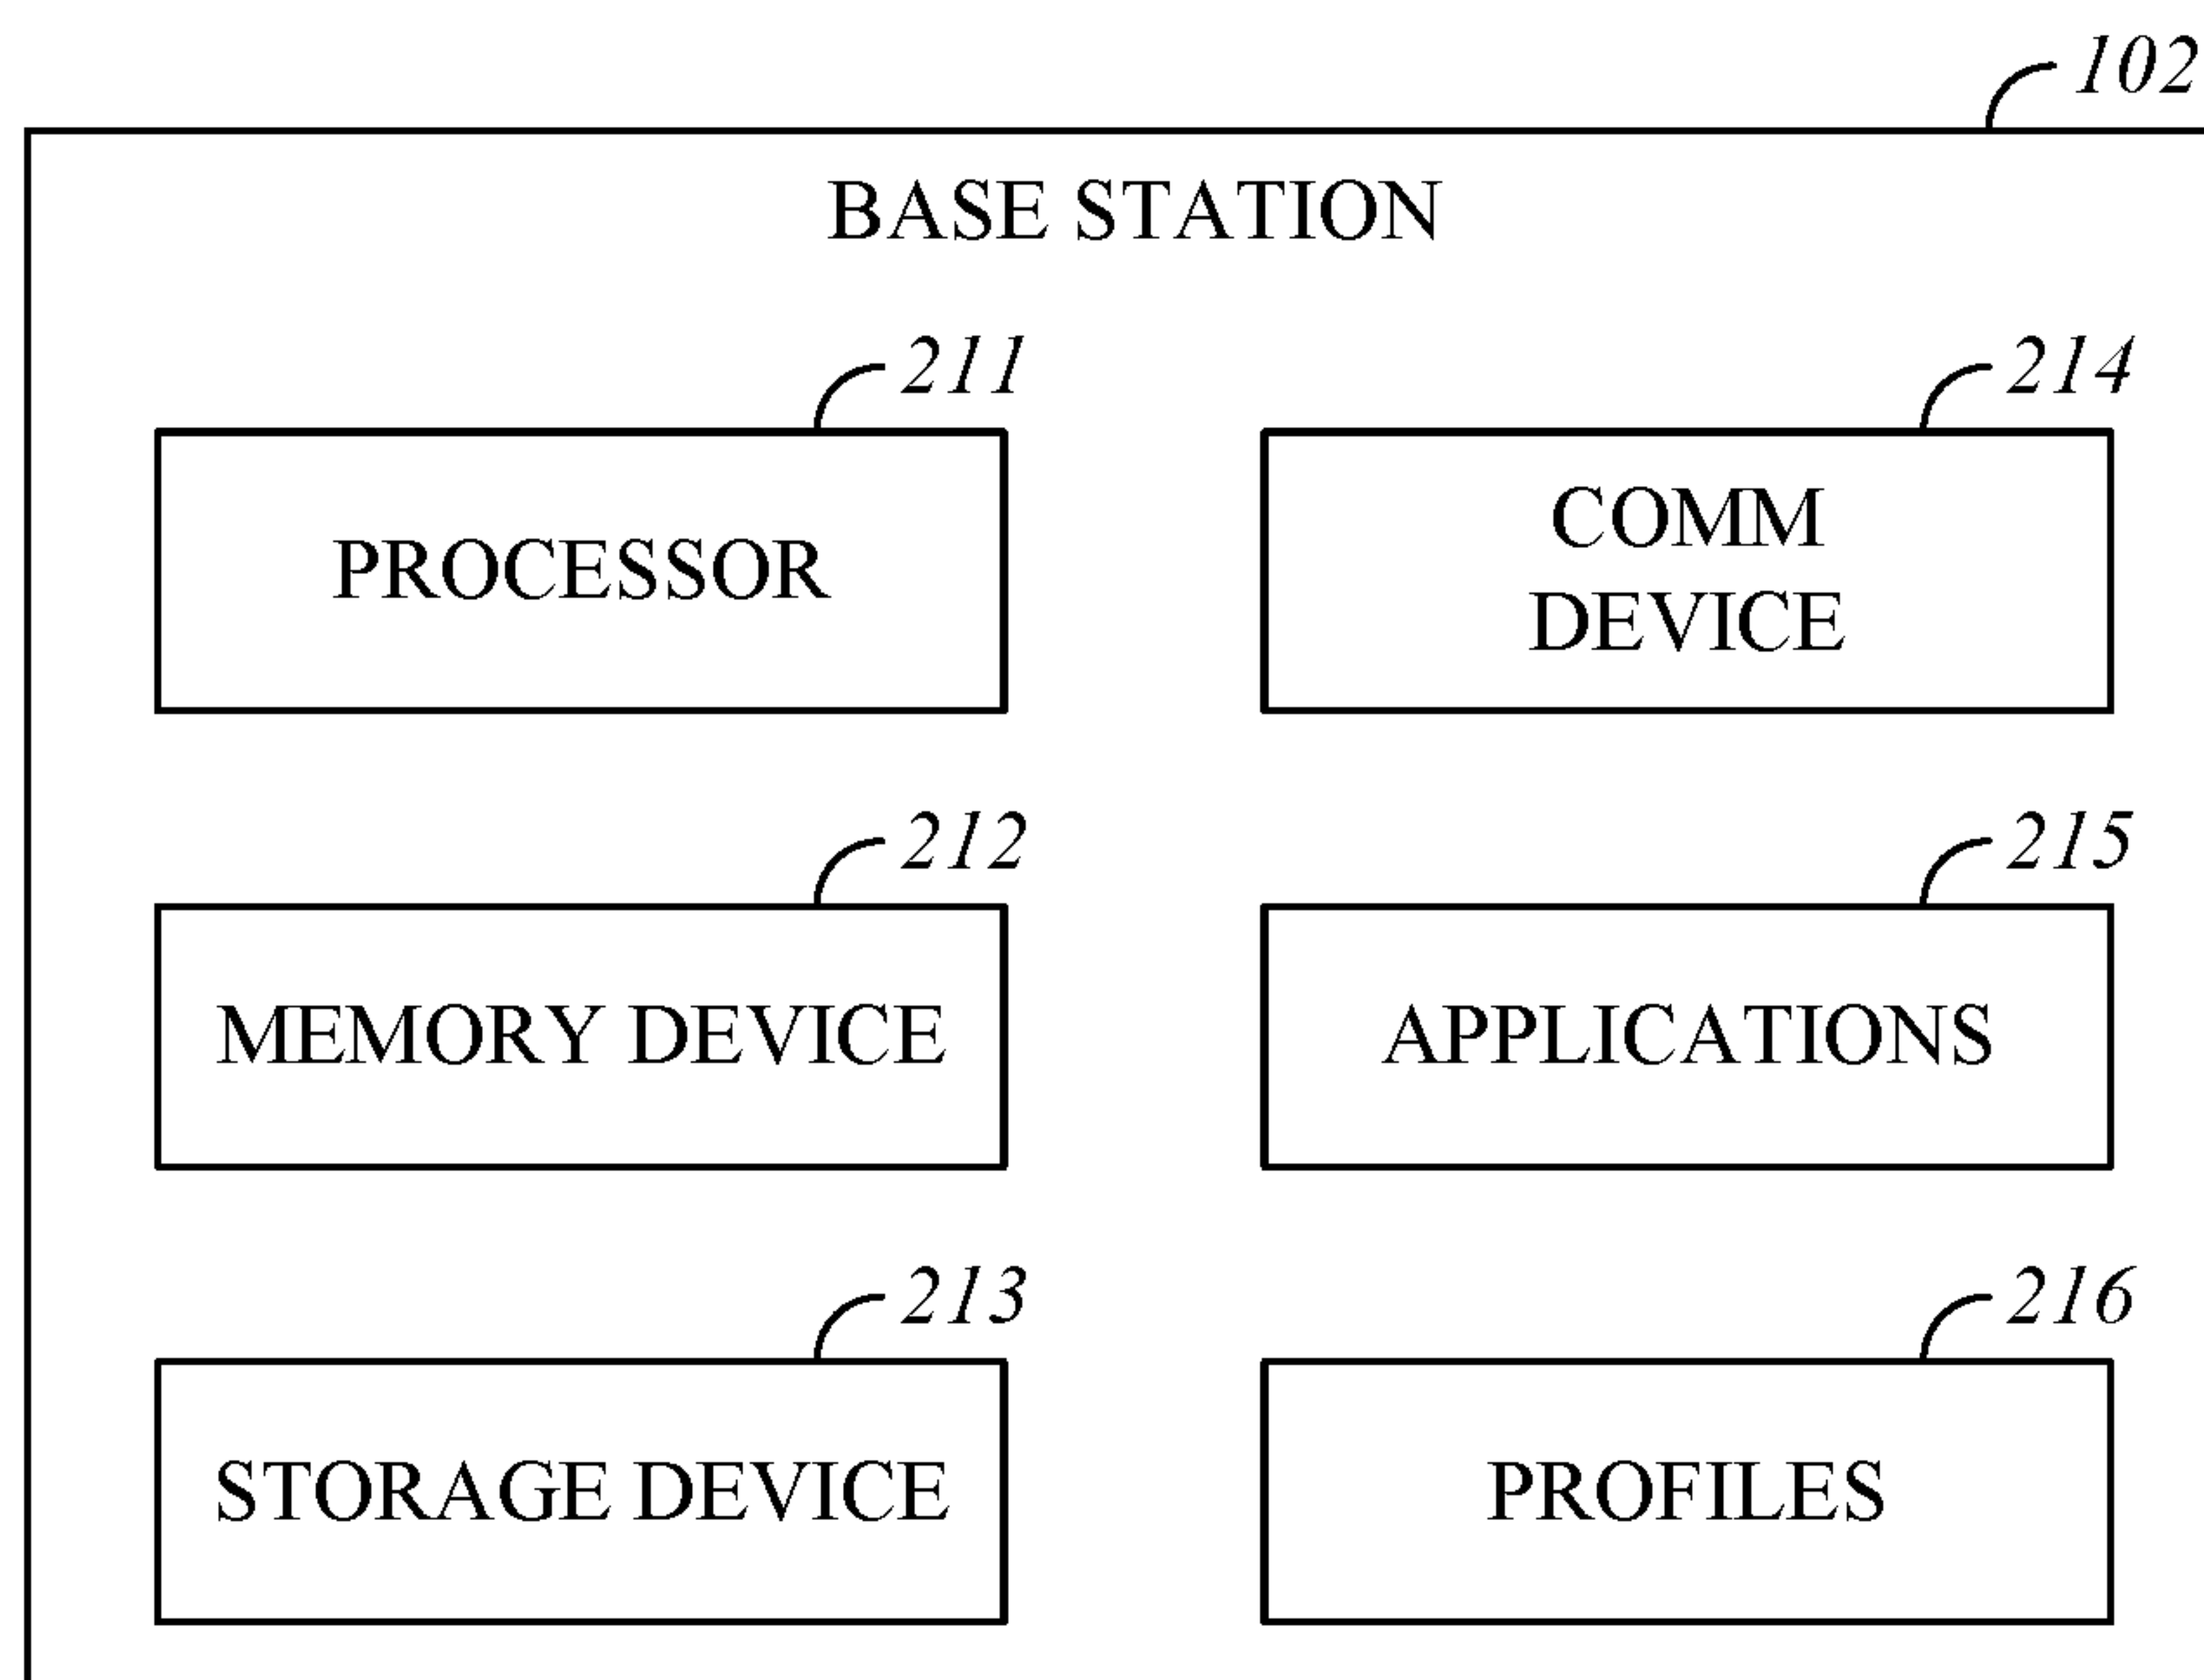 102
BASE STATION
211
PROCESSOR
214
COMM
DEVICE
212
MEMORY DEVICE
215
APPLICATIONS
213
STORAGE DEVICE
216
PROFILES